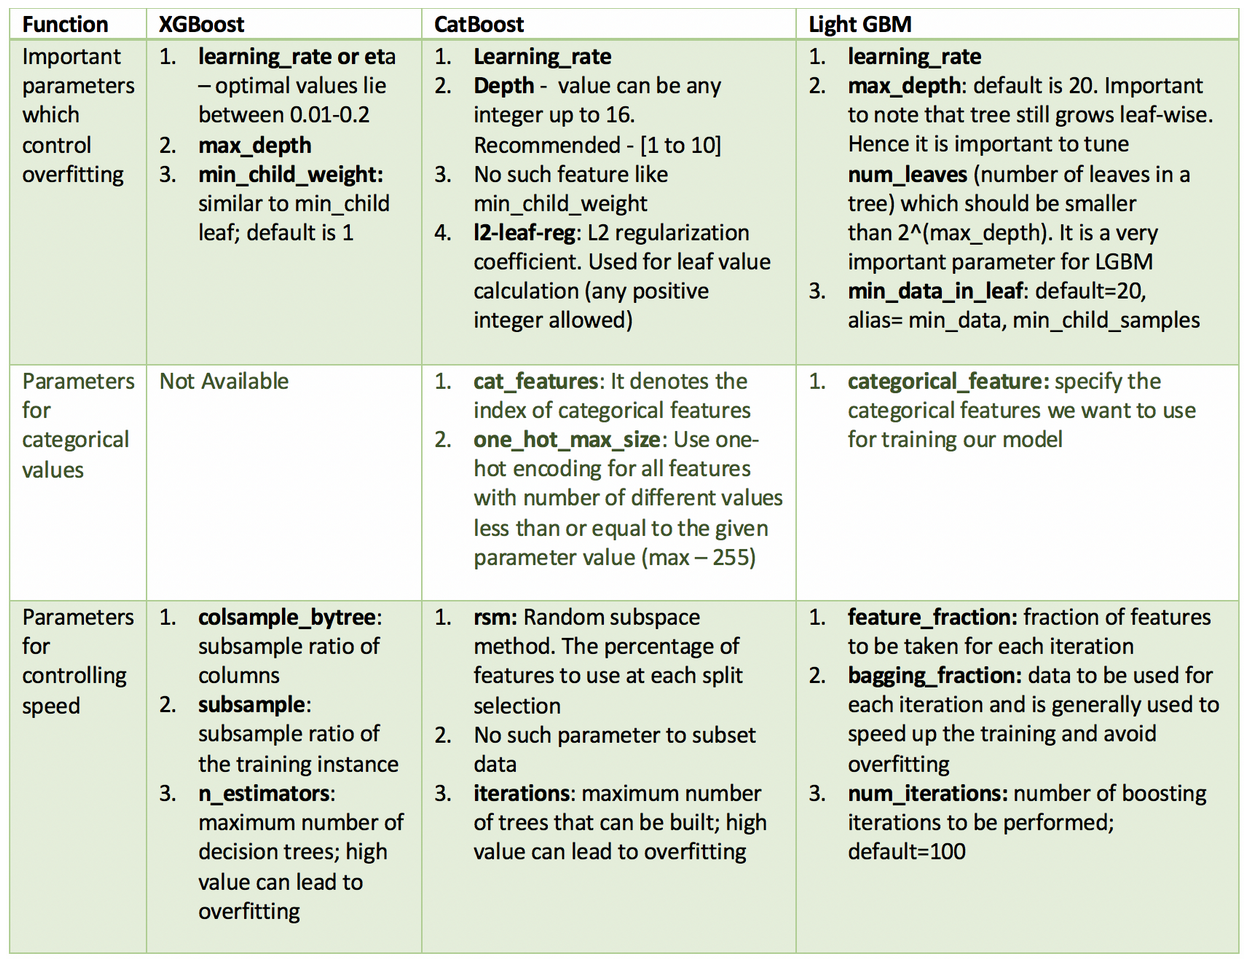 Function
XGBoost
CatBoost
Light GBM
Important
parameters
which
control
overfitting
1. learning_rate or eta
– optimal values lie
between 0.01-0.2
2. max_depth
3. min_child_weight:
similar to min_child
leaf; default is 1
1. Learning_rate
2. Depth - value can be any
integer up to 16.
Recommended - [1 to 10]
3. No such feature like
min_child_weight
4. l2-leaf-reg: L2 regularization
coefficient. Used for leaf value
calculation (any positive
integer allowed)
1. learning_rate
2. max_depth: default is 20. Important
to note that tree still grows leaf-wise.
Hence it is important to tune
num_leaves (number of leaves in a
tree) which should be smaller
than 2^(max_depth). It is a very
important parameter for LGBM
3. min_data_in_leaf: default=20,
alias= min_data, min_child_samples
Parameters
for
categorical
values
Not Available
1. cat_features: It denotes the
index of categorical features
2. one_hot_max_size: Use one-
hot encoding for all features
with number of different values
less than or equal to the given
parameter value (max – 255)
1. categorical_feature: specify the
categorical features we want to use
for training our model
Parameters
for
controlling
speed
1. colsample_bytree:
subsample ratio of
columns
2. subsample:
subsample ratio of
the training instance
3. n_estimators:
maximum number of
decision trees; high
value can lead to
overfitting
1. rsm: Random subspace
method. The percentage of
features to use at each split
selection
2. No such parameter to subset
data
3. iterations: maximum number
of trees that can be built; high
value can lead to overfitting
1. feature_fraction: fraction of features
to be taken for each iteration
2. bagging_fraction: data to be used for
each iteration and is generally used to
speed up the training and avoid
overfitting
3. num_iterations: number of boosting
iterations to be performed;
default=100